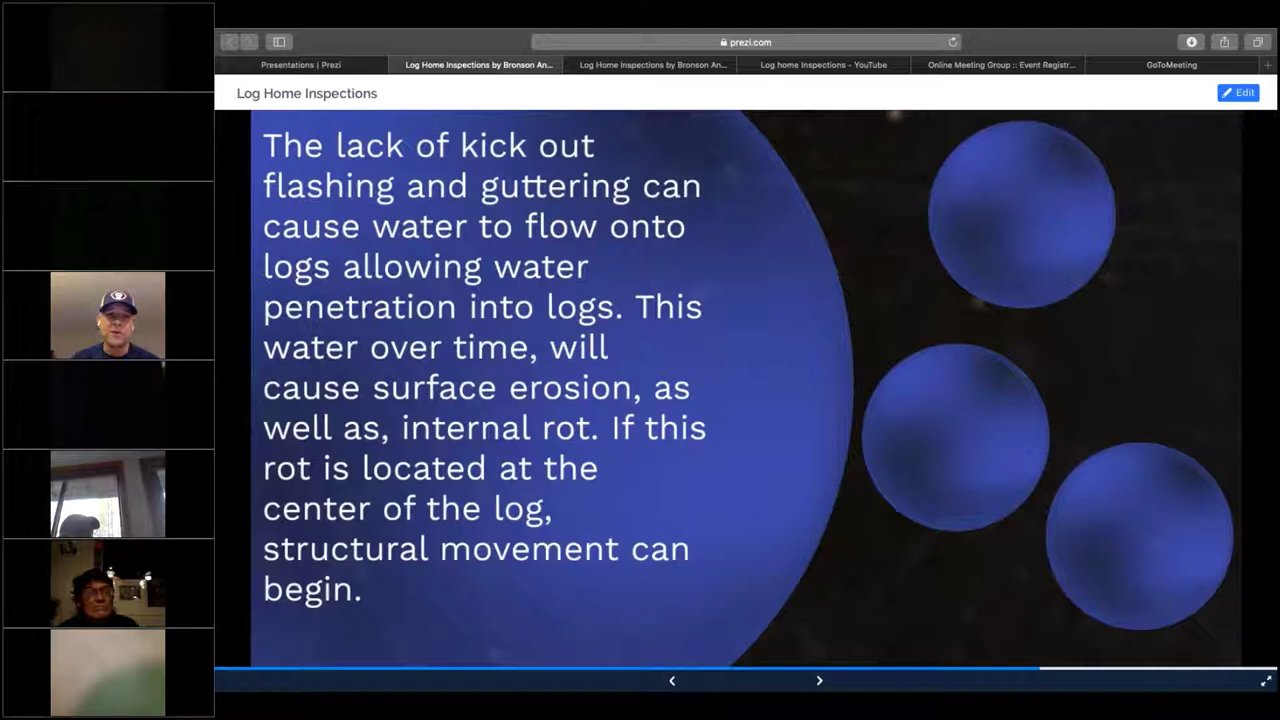 prezi.com
Presentations | Prezi
Log Home Inspections by Bronson An...
Log Home Inspections by Bronson An...
Log home Inspections - YouTube
Online Meeting Group :: Event Registr...
GoToMeeting
Log Home Inspections
Edit
The lack of kick out
flashing and guttering can
cause water to flow onto
logs allowing water
penetration into logs. This
water over time, will
cause surface erosion, as
well as, internal rot. If this
rot is located at the
center of the log,
structural movement can
begin.